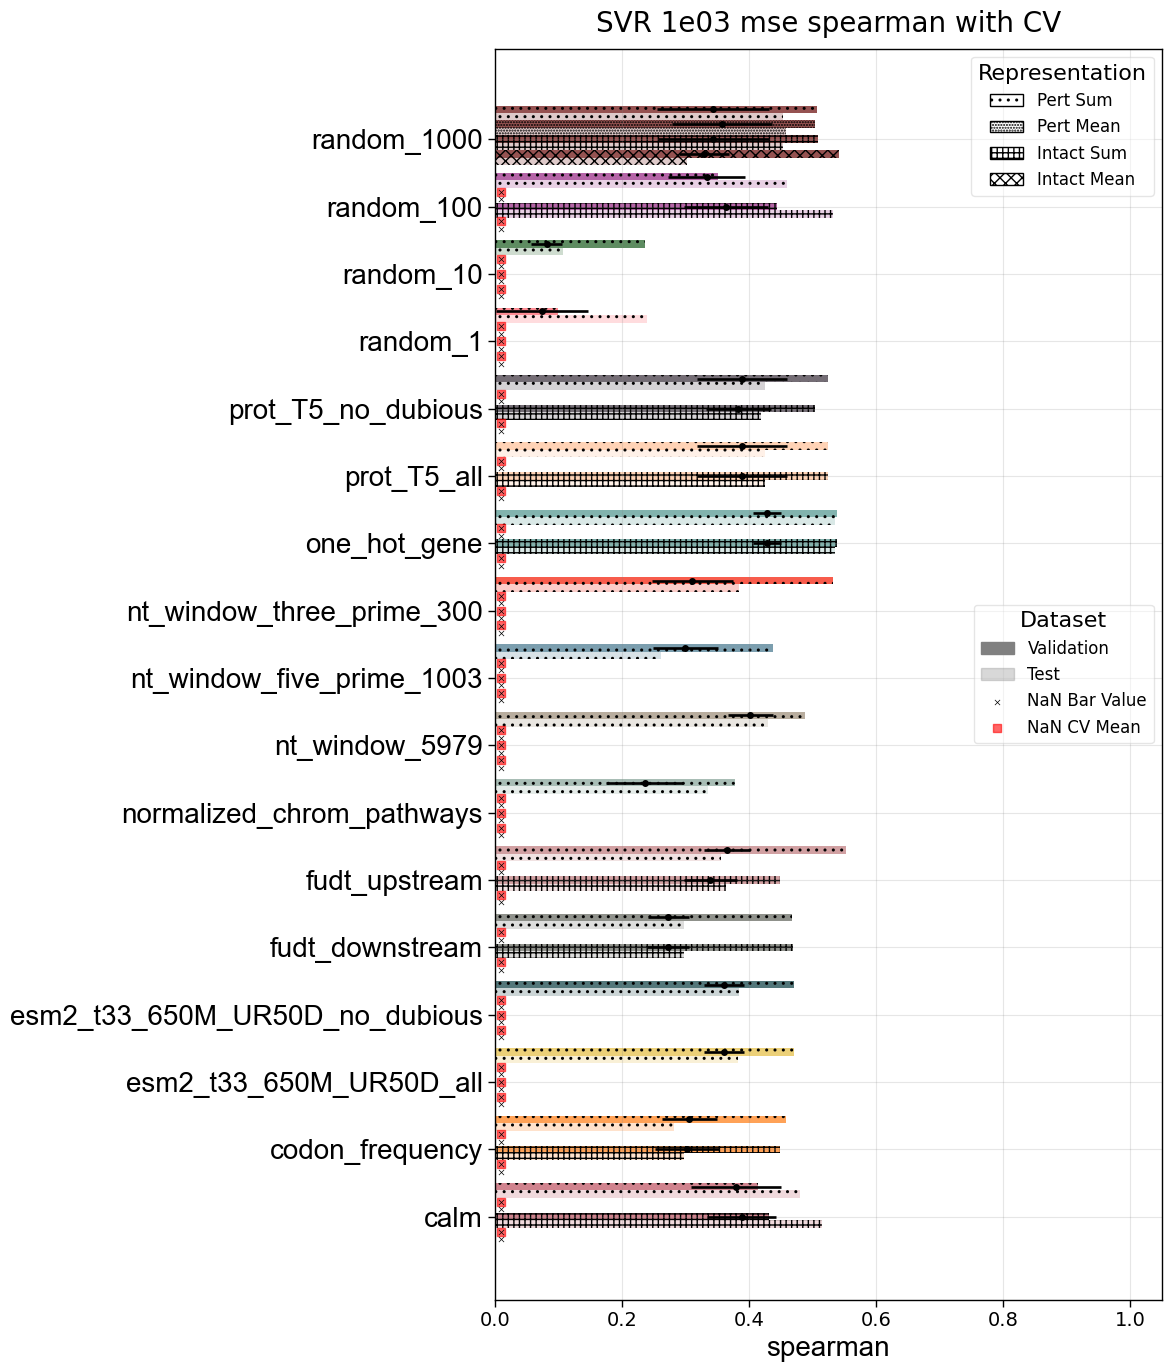 SVR 1e03 mse spearman with CV
Representation
Pert Sum
Pert Mean
Intact Sum
Intact Mean
random_1000
random_100
random_10
random_1
prot_T5_no_dubious
prot_T5_all
one_hot_gene
nt_window_three_prime_300
nt_window_five_prime_1003
nt_window_5979
normalized_chrom_pathways
fudt_upstream
fudt_downstream
esm2_t33_650M_UR50D_no_dubious
esm2_t33_650M_UR50D_all
codon_frequency
calm
Dataset
Validation
Test
NaN Bar Value
NaN CV Mean
0.0 0.2 0.4 0.6 0.8 1.0
spearman